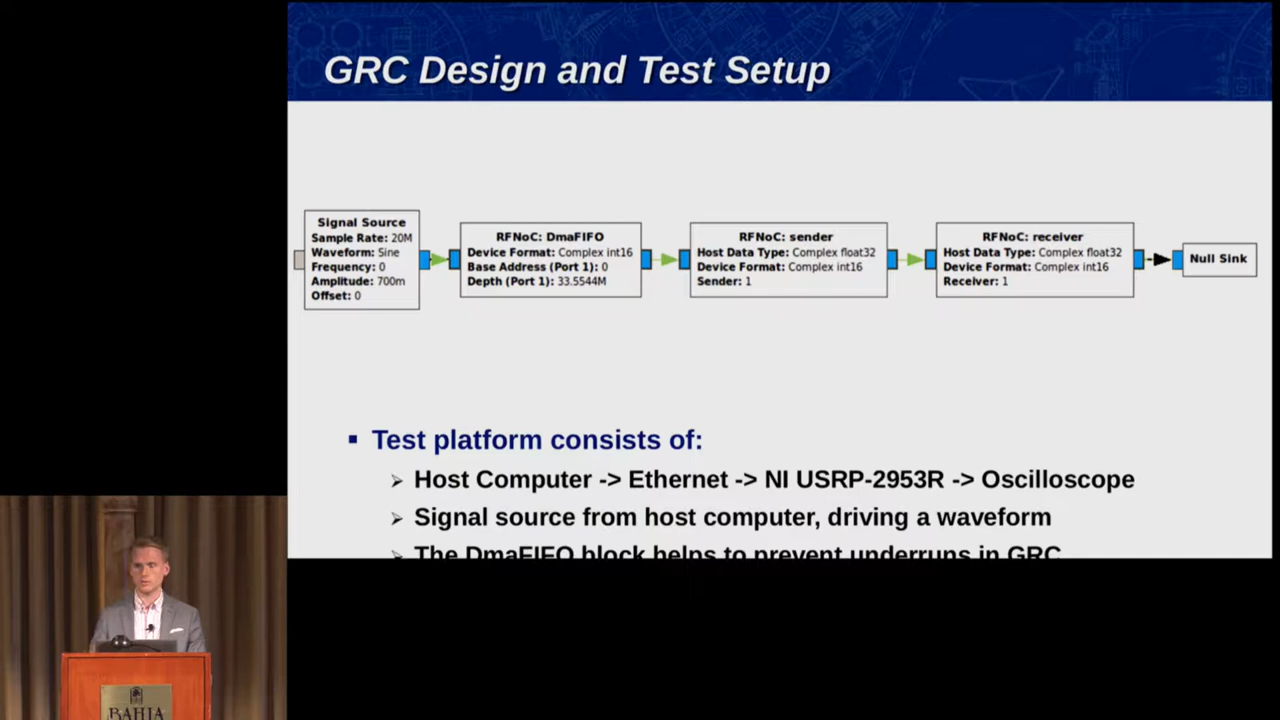 GRC Design and Test Setup
Signal Source
Sample Rate: 20M
Waveform: Sine
Frequency: 0
Amplitude: 700m
Offset: 0
RFNoC: DmaFIFO
Device Format: Complex int16
Base Address (Port 1): 0
Depth (Port 1): 33.5544M
RFNoC: sender
Host Data Type: Complex float32
Device Format: Complex int16
Sender: 1
RFNoC: receiver
Host Data Type: Complex float32
Device Format: Complex int16
Receiver: 1
Null Sink
Test platform consists of:
Host Computer -> Ethernet -> NI USRP-2953R -> Oscilloscope
Signal source from host computer, driving a waveform
The DmaFIFO block helps to prevent underruns in GRC
BAHIA